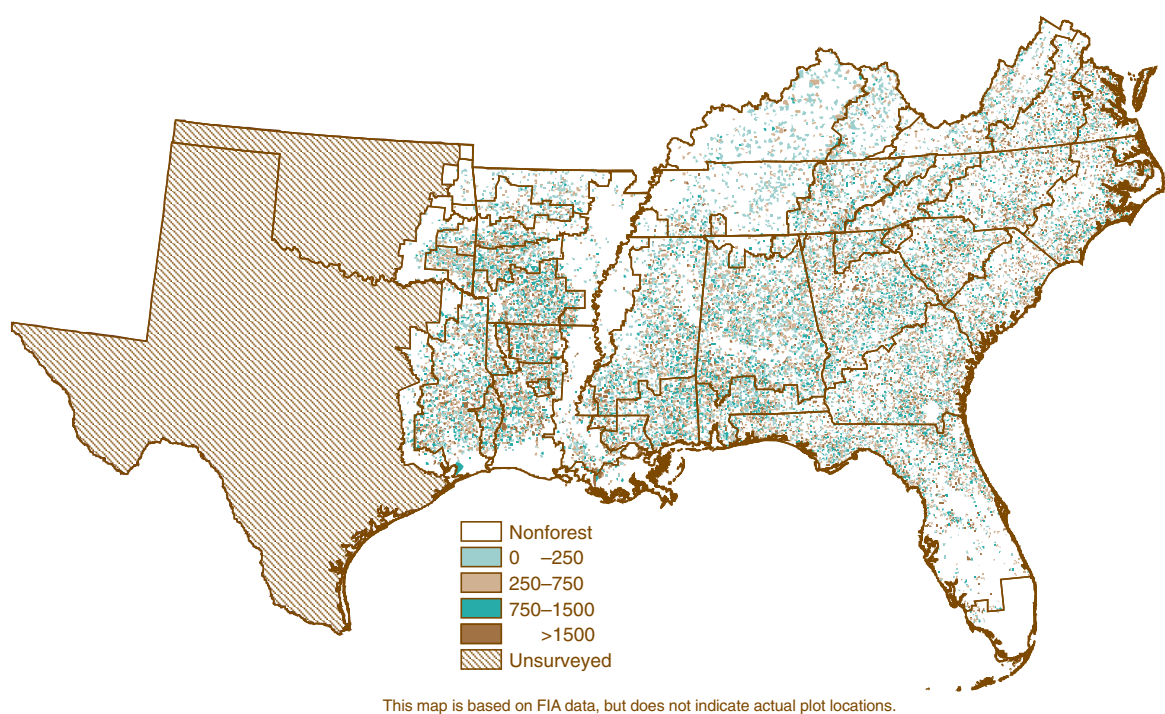 Nonforest
0 –250
250–750
750–1500
>1500
Unsurveyed
This map is based on FIA data, but does not indicate actual plot locations.